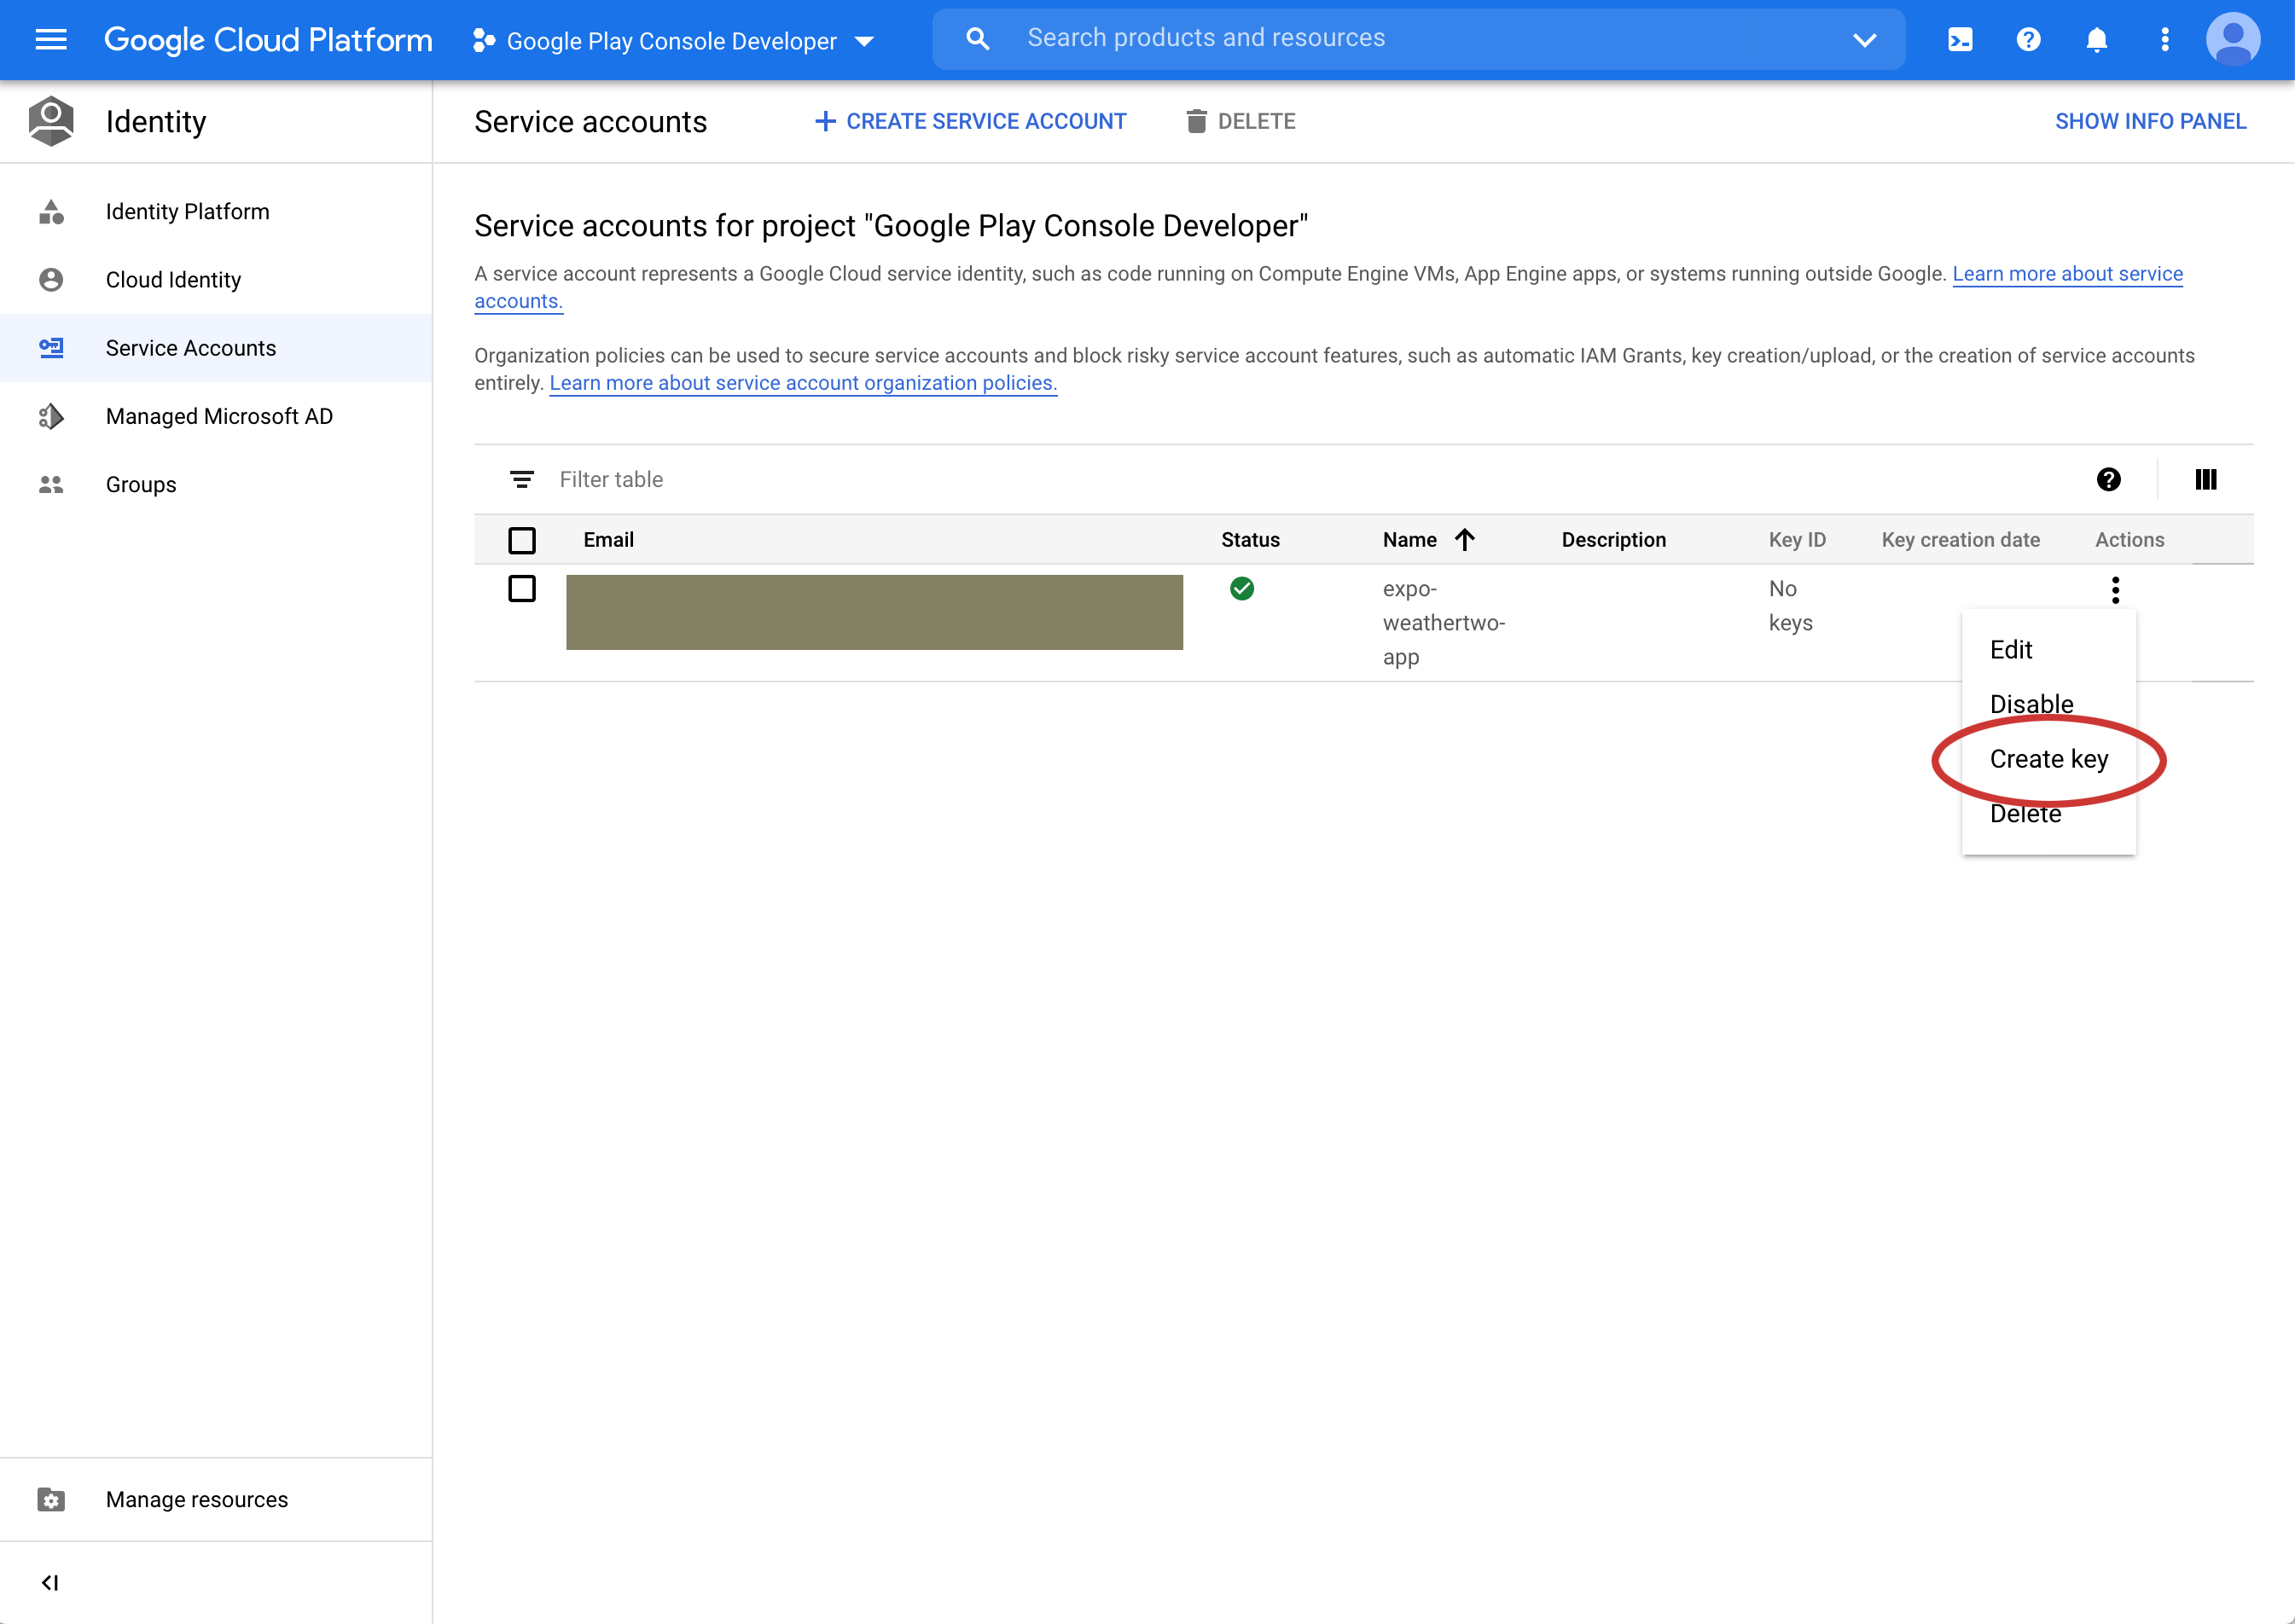 Google Cloud Platform
Google Play Console Developer
Search products and resources
Identity
Service accounts
CREATE SERVICE ACCOUNT
DELETE
SHOW INFO PANEL
Identity Platform
Cloud Identity
Service Accounts
Managed Microsoft AD
Groups
Service accounts for project "Google Play Console Developer"
A service account represents a Google Cloud service identity, such as code running on Compute Engine VMs, App Engine apps, or systems running outside Google. Learn more about service
accounts.
Organization policies can be used to secure service accounts and block risky service account features, such as automatic IAM Grants, key creation/upload, or the creation of service accounts
entirely. Learn more about service account organization policies.
Filter table
Email
Status
Name
Description
Key ID
Key creation date
Actions
expo-
weathertwo-
app
No
keys
Edit
Disable
Create key
Delete
Manage resources